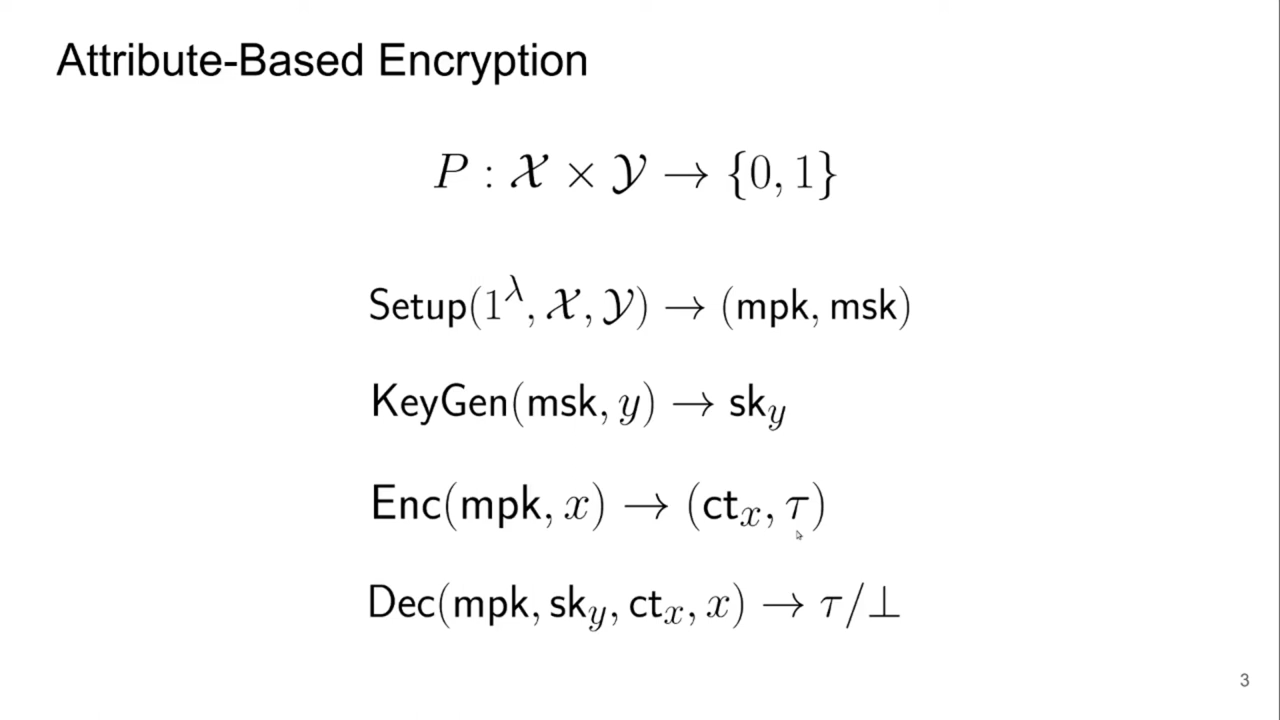 Attribute-Based Encryption
P : 𝒳 × 𝒴 → {0, 1}
Setup(1^λ, 𝒳, 𝒴) → (mpk, msk)
KeyGen(msk, y) → sk_y
Enc(mpk, x) → (ct_x, τ)
Dec(mpk, sk_y, ct_x, x) → τ/⊥
3